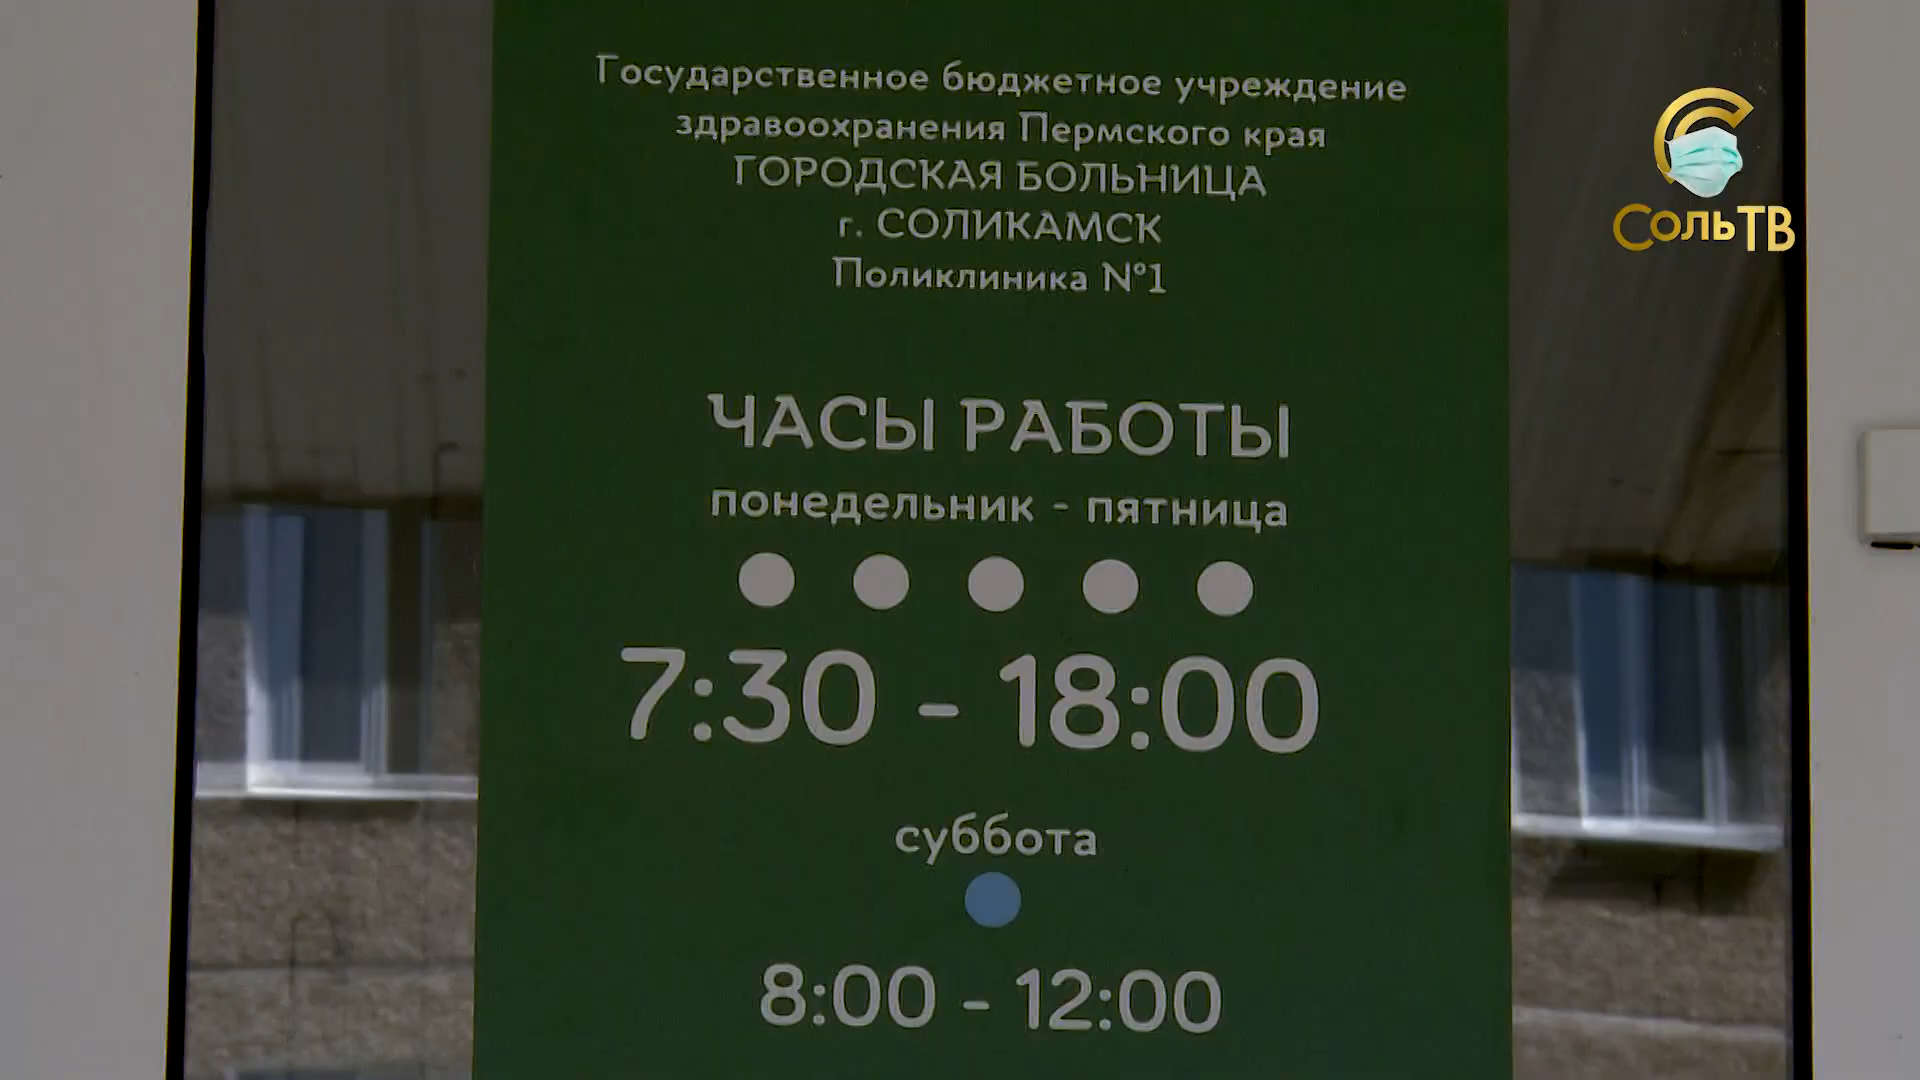 Государственное бюджетное учреждение
здравоохранения Пермского края
ГОРОДСКАЯ БОЛЬНИЦА
г. СОЛИКАМСК
Поликлиника №1
СольТВ
ЧАСЫ РАБОТЫ
понедельник - пятница
7:30 - 18:00
суббота
8:00 - 12:00